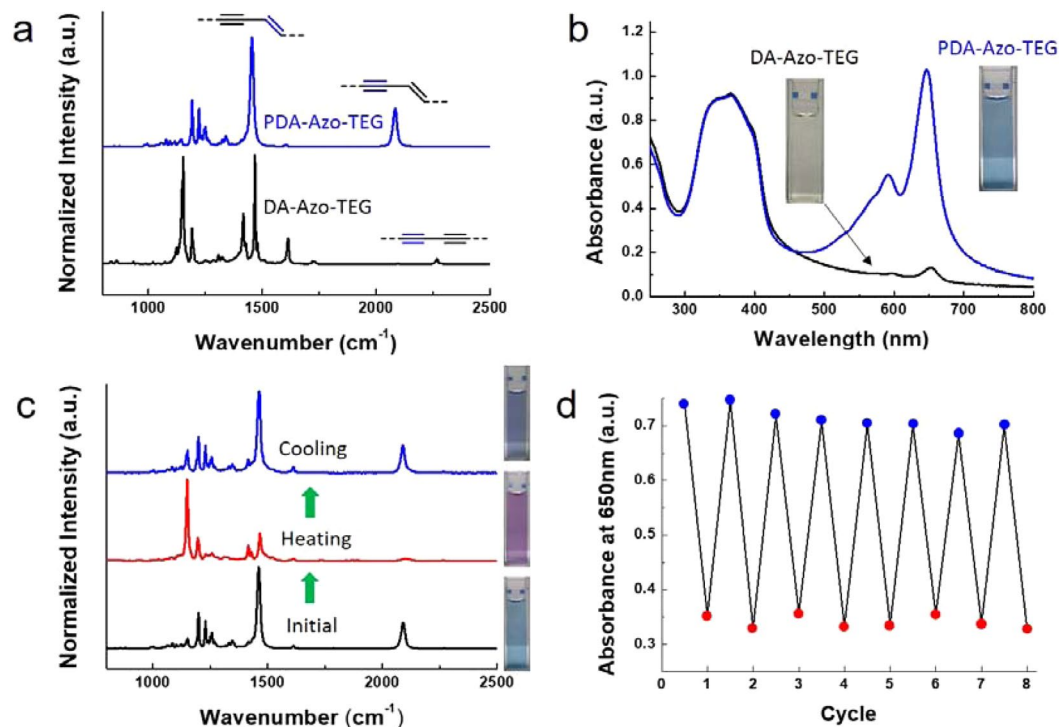 a
Normalized Intensity (a.u.)
PDA-Azo-TEG
DA-Azo-TEG
1000
1500
2000
2500
Wavenumber (cm⁻¹)
b
Absorbance (a.u.)
1.2
1.0
0.8
0.6
0.4
0.2
0.0
DA-Azo-TEG
PDA-Azo-TEG
300
400
500
600
700
800
Wavelength (nm)
c
Normalized Intensity (a.u.)
Cooling
Heating
Initial
1000
1500
2000
2500
Wavenumber (cm⁻¹)
d
Absorbance at 650nm (a.u.)
0.7
0.6
0.5
0.4
0.3
0
1
2
3
4
5
6
7
8
Cycle